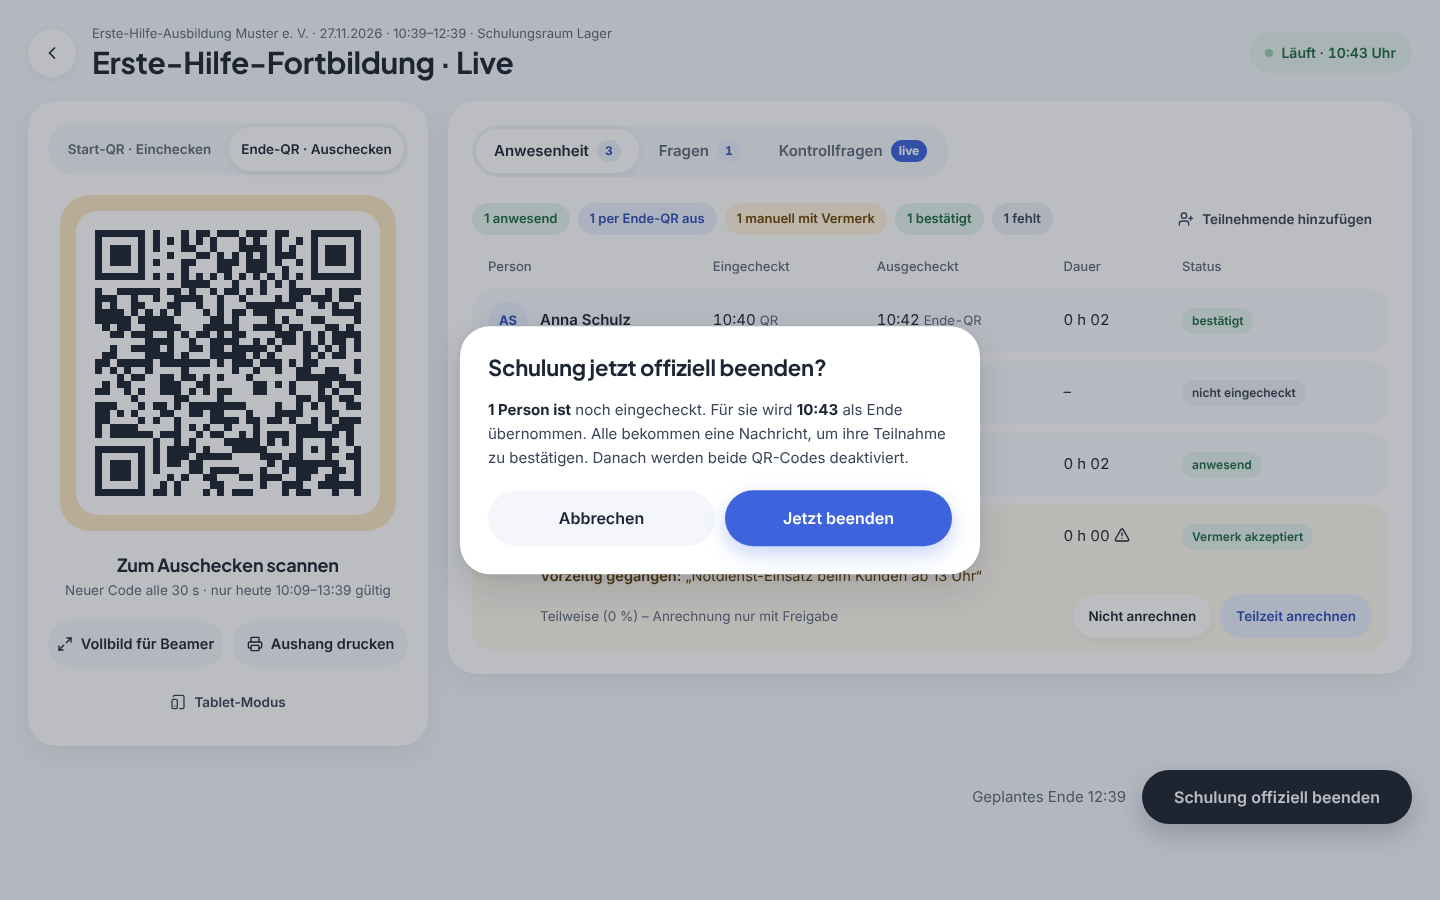 Erste-Hilfe-Ausbildung Muster e. V. · 27.11.2026 · 10:39–12:39 · Schulungsraum Lager
Erste-Hilfe-Fortbildung · Live
Läuft · 10:43 Uhr
Start-QR · Einchecken
Ende-QR · Auschecken
Zum Auschecken scannen
Neuer Code alle 30 s · nur heute 10:09–13:39 gültig
Vollbild für Beamer
Aushang drucken
Tablet-Modus
Anwesenheit 3
Fragen 1
Kontrollfragen live
1 anwesend
1 per Ende-QR aus
1 manuell mit Vermerk
1 bestätigt
1 fehlt
Teilnehmende hinzufügen
Person Eingecheckt Ausgecheckt Dauer Status
AS Anna Schulz 10:40 QR 10:42 Ende-QR 0 h 02 bestätigt
– nicht eingecheckt
0 h 02 anwesend
0 h 00 Vermerk akzeptiert
Vorzeitig gegangen: „Notdienst-Einsatz beim Kunden ab 13 Uhr“
Teilweise (0 %) – Anrechnung nur mit Freigabe
Nicht anrechnen
Teilzeit anrechnen
Schulung jetzt offiziell beenden?
1 Person ist noch eingecheckt. Für sie wird 10:43 als Ende
übernommen. Alle bekommen eine Nachricht, um ihre Teilnahme
zu bestätigen. Danach werden beide QR-Codes deaktiviert.
Abbrechen
Jetzt beenden
Geplantes Ende 12:39
Schulung offiziell beenden